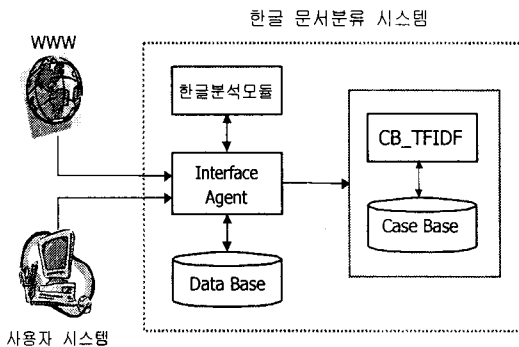 한글 문서분류 시스템
WWW
한글분석모듈
CB_TFIDF
Interface
Agent
Case Base
Data Base
사용자 시스템